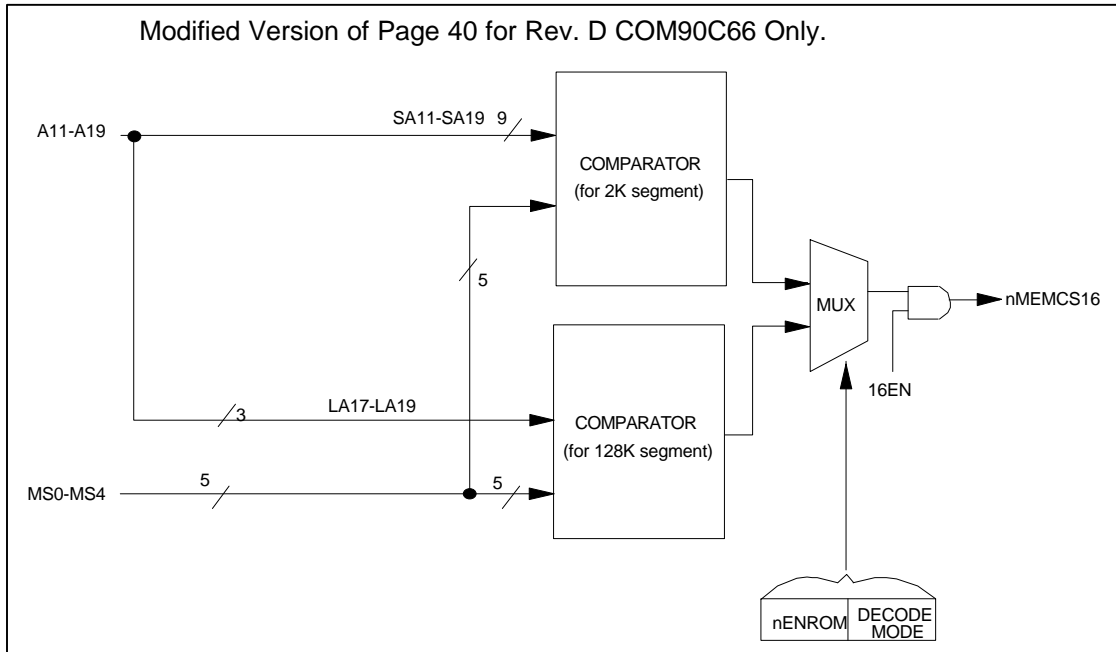 Modified Version of Page 40 for Rev. D COM90C66 Only.
A11-A19
SA11-SA19 9
COMPARATOR
(for 2K segment)
5
MUX
nMEMCS16
16EN
3
LA17-LA19
COMPARATOR
(for 128K segment)
MS0-MS4
5
5
nENROM
DECODE
MODE